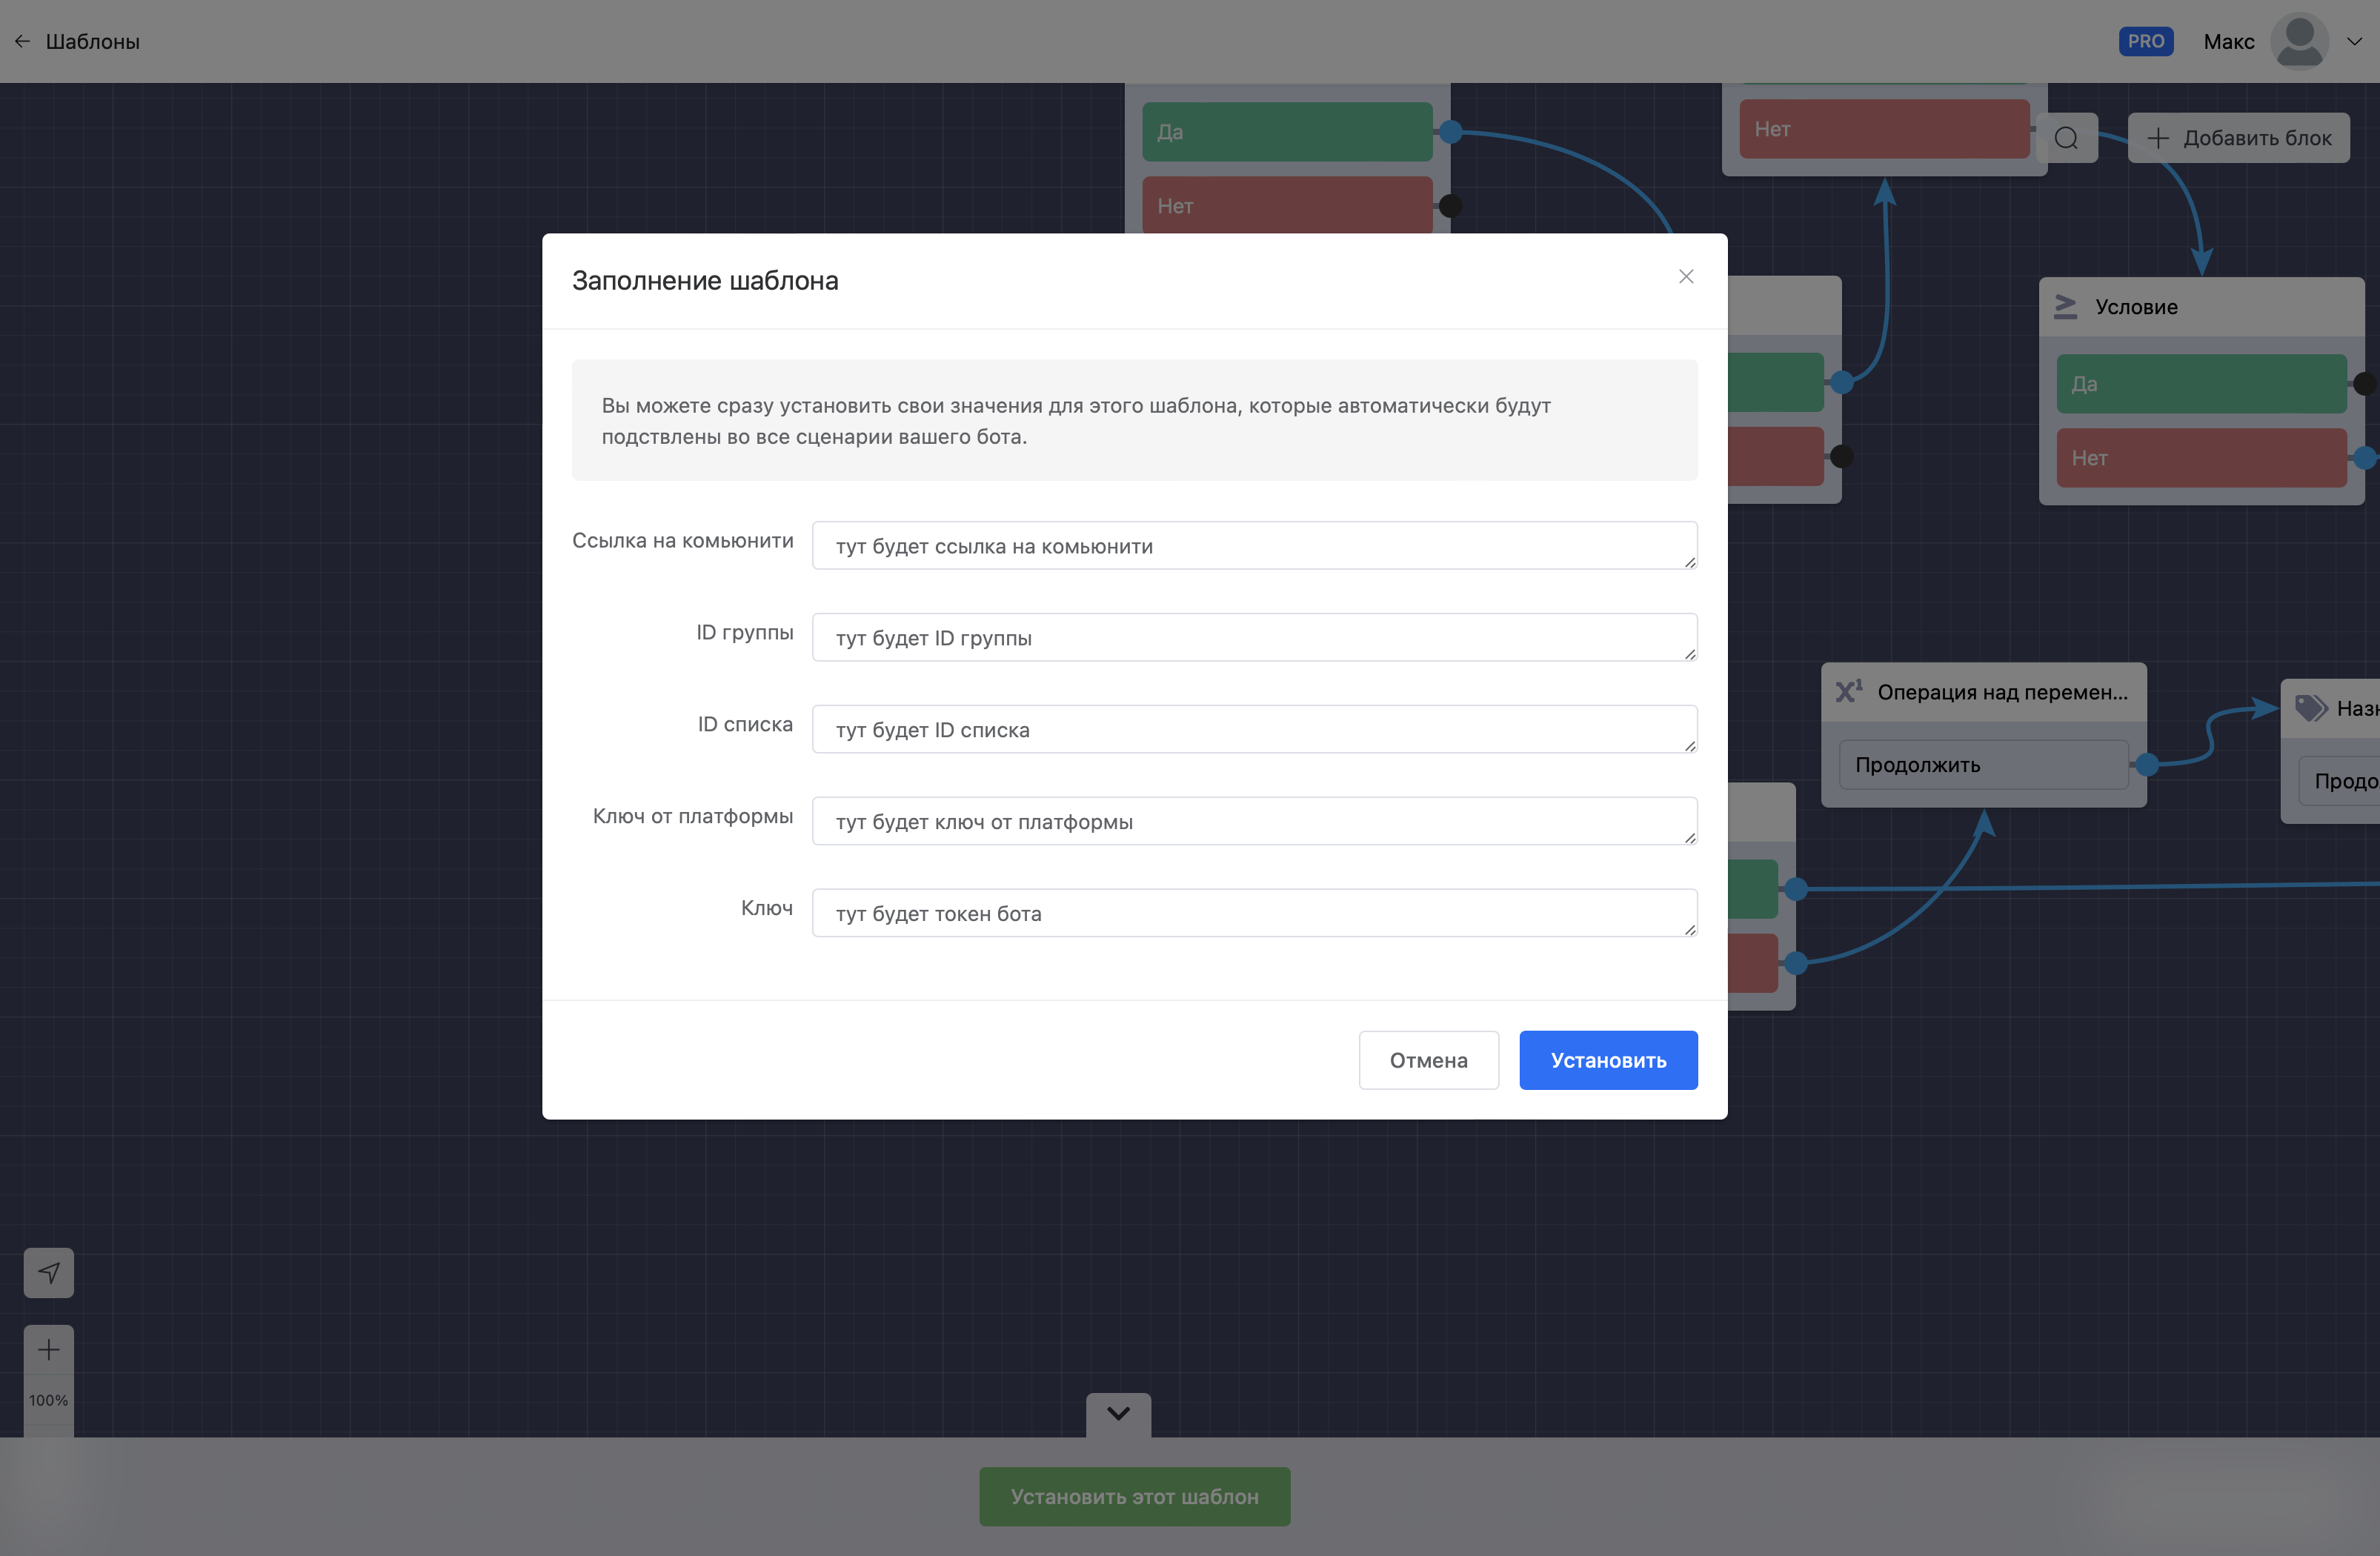 Шаблоны
PRO
Макс
Да
Нет
Нет
Добавить блок
Заполнение шаблона
Вы можете сразу установить свои значения для этого шаблона, которые автоматически будут
подствлены во все сценарии вашего бота.
Ссылка на комьюнити
тут будет ссылка на комьюнити
ID группы
тут будет ID группы
ID списка
тут будет ID списка
Ключ от платформы
тут будет ключ от платформы
Ключ
тут будет токен бота
Отмена
Установить
Условие
Да
Нет
X¹
Операция над перемен...
Продолжить
Наз
Продо
100%
Установить этот шаблон